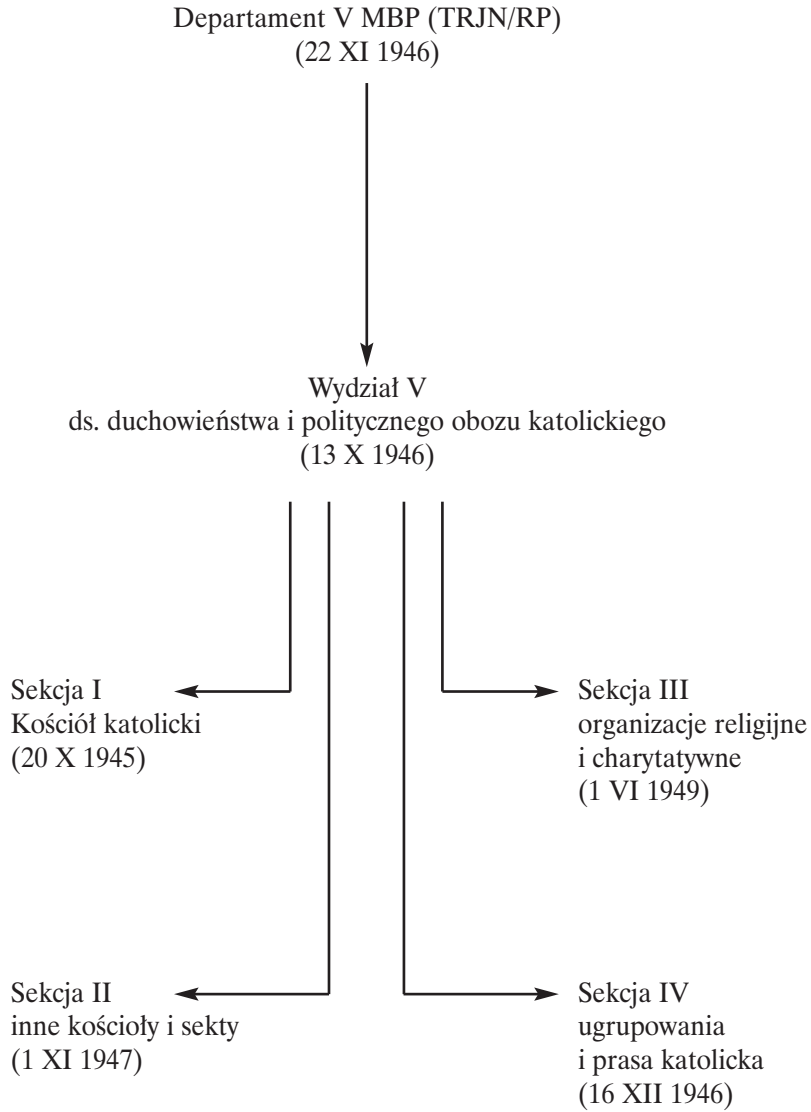 Departament V MBP (TRJN/RP)
(22 XI 1946)
Wydział V
ds. duchowieństwa i politycznego obozu katolickiego
(13 X 1946)
Sekcja I
Kościół katolicki
(20 X 1945)
Sekcja III
organizacje religijne
i charytatywne
(1 VI 1949)
Sekcja II
inne kościoły i sekty
(1 XI 1947)
Sekcja IV
ugrupowania
i prasa katolicka
(16 XII 1946)